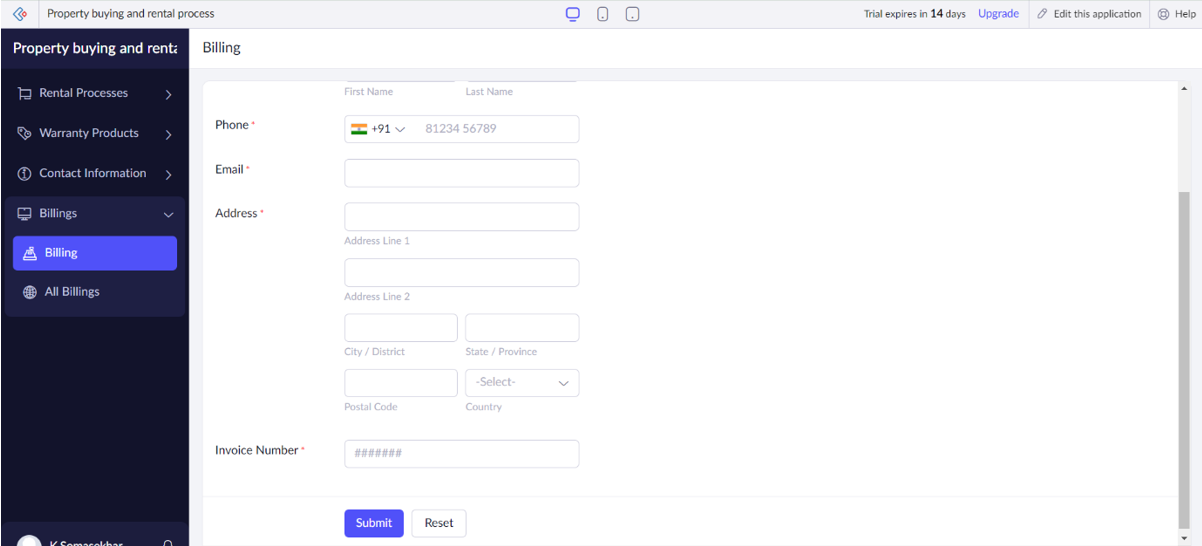 Property buying and rental process
Trial expires in 14 days Upgrade Edit this application Help
Property buying and renta
Billing
Rental Processes
Warranty Products
Contact Information
Billings
Billing
All Billings
K Somasekhar
First Name Last Name
Phone * +91 81234 56789
Email *
Address *
Address Line 1
Address Line 2
City / District State / Province
-Select-
Postal Code Country
Invoice Number * #######
Submit Reset